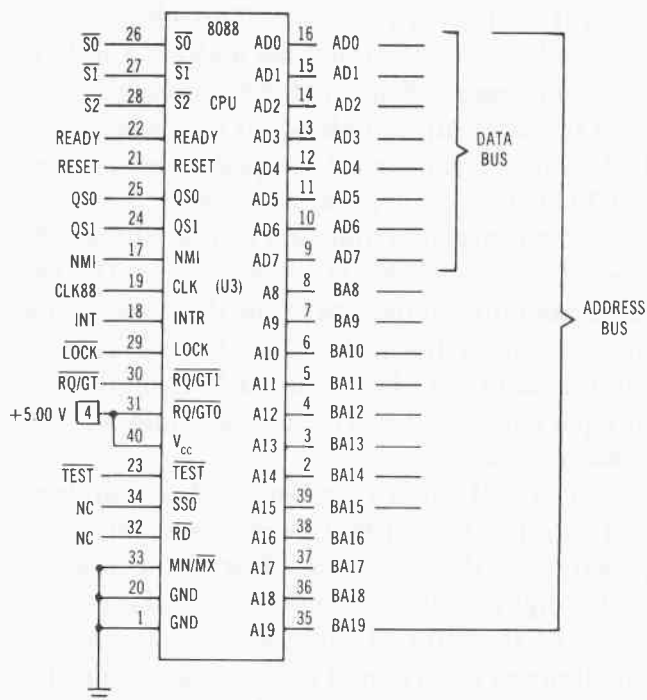 8088
S̅0̅ 26 S̅0̅ AD0 16 AD0
S̅1̅ 27 S̅1̅ AD1 15 AD1
S̅2̅ 28 S̅2̅ CPU AD2 14 AD2
READY 22 READY AD3 13 AD3
RESET 21 RESET AD4 12 AD4
QS0 25 QS0 AD5 11 AD5
QS1 24 QS1 AD6 10 AD6
NMI 17 NMI AD7 9 AD7
CLK88 19 CLK (U3) A8 8 BA8
INT 18 INTR A9 7 BA9
L̅O̅C̅K̅ 29 LOCK A10 6 BA10
R̅Q̅/̅G̅T̅ 30 R̅Q̅/̅G̅T̅1̅ A11 5 BA11
+5.00 V 4 31 R̅Q̅/̅G̅T̅0̅ A12 4 BA12
40 Vcc A13 3 BA13
T̅E̅S̅T̅ 23 T̅E̅S̅T̅ A14 2 BA14
NC 34 S̅S̅0̅ A15 39 BA15
NC 32 R̅D̅ A16 38 BA16
33 MN/M̅X̅ A17 37 BA17
20 GND A18 36 BA18
1 GND A19 35 BA19
DATA
BUS
ADDRESS
BUS